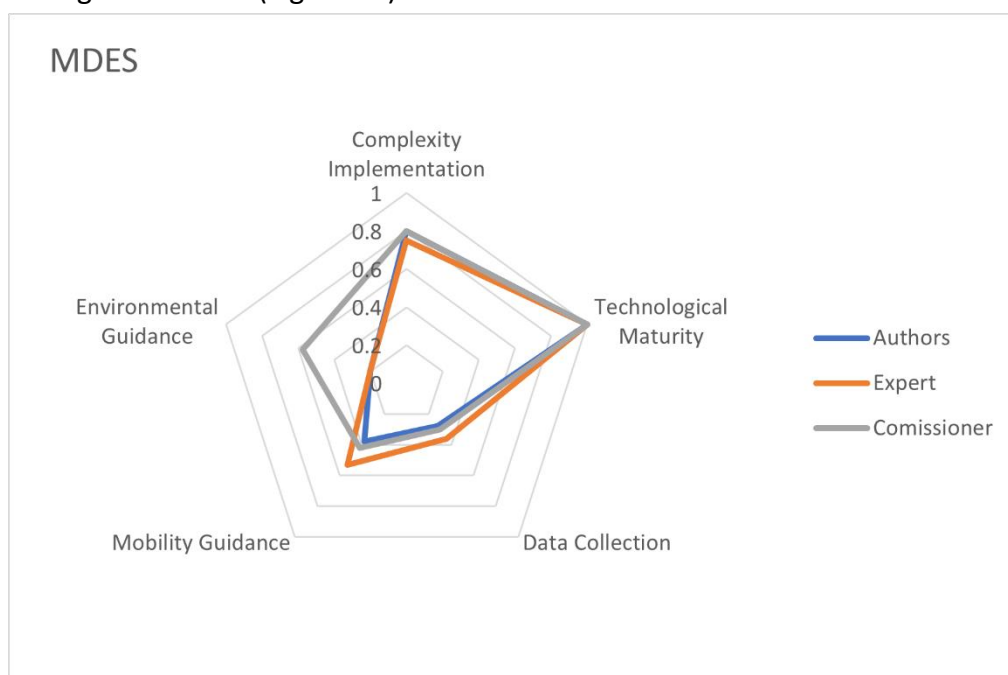 MDES
Complexity
Implementation
1
0.8
0.6
0.4
0.2
0
Environmental
Guidance
Technological
Maturity
Mobility Guidance
Data Collection
Authors
Expert
Comissioner